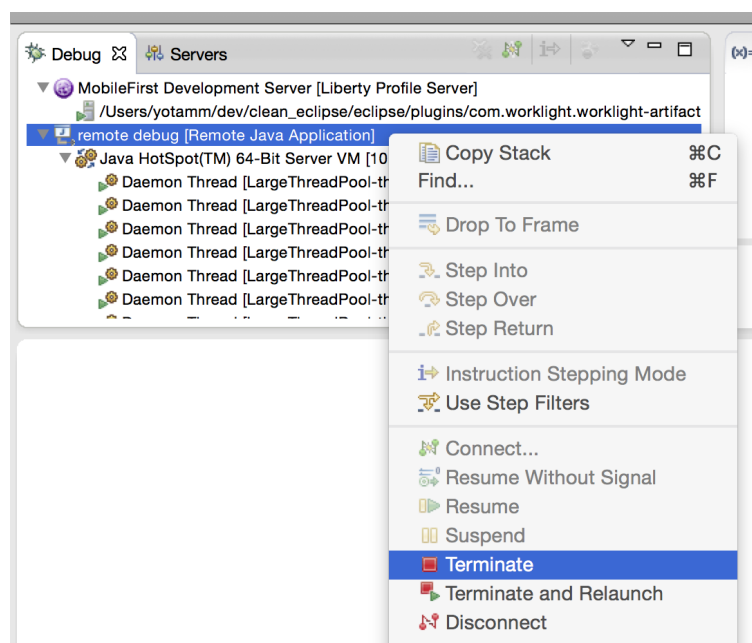 Debug Servers
(x)=
MobileFirst Development Server [Liberty Profile Server]
/Users/yotamm/dev/clean_eclipse/eclipse/plugins/com.worklight.worklight-artifact
remote debug [Remote Java Application]
Java HotSpot(TM) 64-Bit Server VM [10
Daemon Thread [LargeThreadPool-th
Daemon Thread [LargeThreadPool-th
Daemon Thread [LargeThreadPool-th
Daemon Thread [LargeThreadPool-th
Daemon Thread [LargeThreadPool-th
Daemon Thread [LargeThreadPool-th
Copy Stack ⌘C
Find... ⌘F
Drop To Frame
Step Into
Step Over
Step Return
Instruction Stepping Mode
Use Step Filters
Connect...
Resume Without Signal
Resume
Suspend
Terminate
Terminate and Relaunch
Disconnect